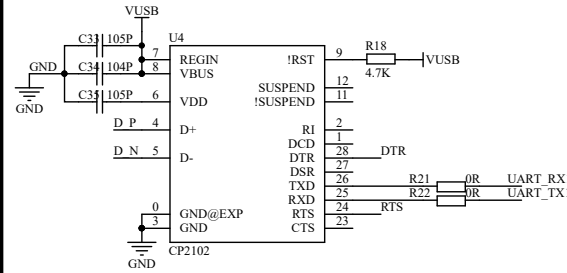 VUSB
C33 105P
U4
R18
7 REGIN
!RST 9
VUSB
GND
C34 104P
8 VBUS
4.7K
SUSPEND 12
GND
C35 105P
6 VDD
!SUSPEND 11
D_P 4 D+
RI 2
DCD 1
D_N 5 D-
DTR 28 DTR
DSR 27
TXD 26 R21 0R UART_RX
RXD 25 R22 0R UART_TX
0 GND@EXP
RTS 24 RTS
3 GND
CTS 23
CP2102
GND